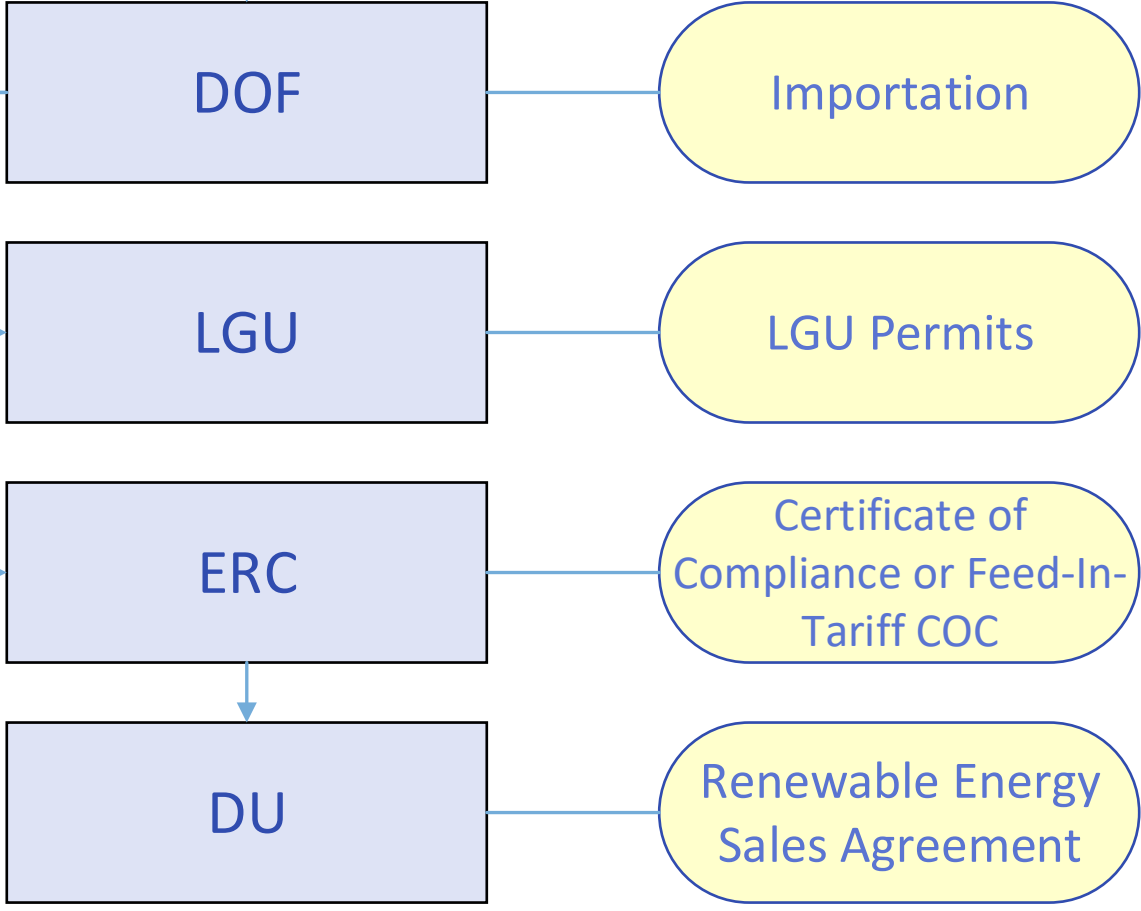 DOF
Importation
LGU
LGU Permits
ERC
Certificate of
Compliance or Feed-In-
Tariff COC
DU
Renewable Energy
Sales Agreement